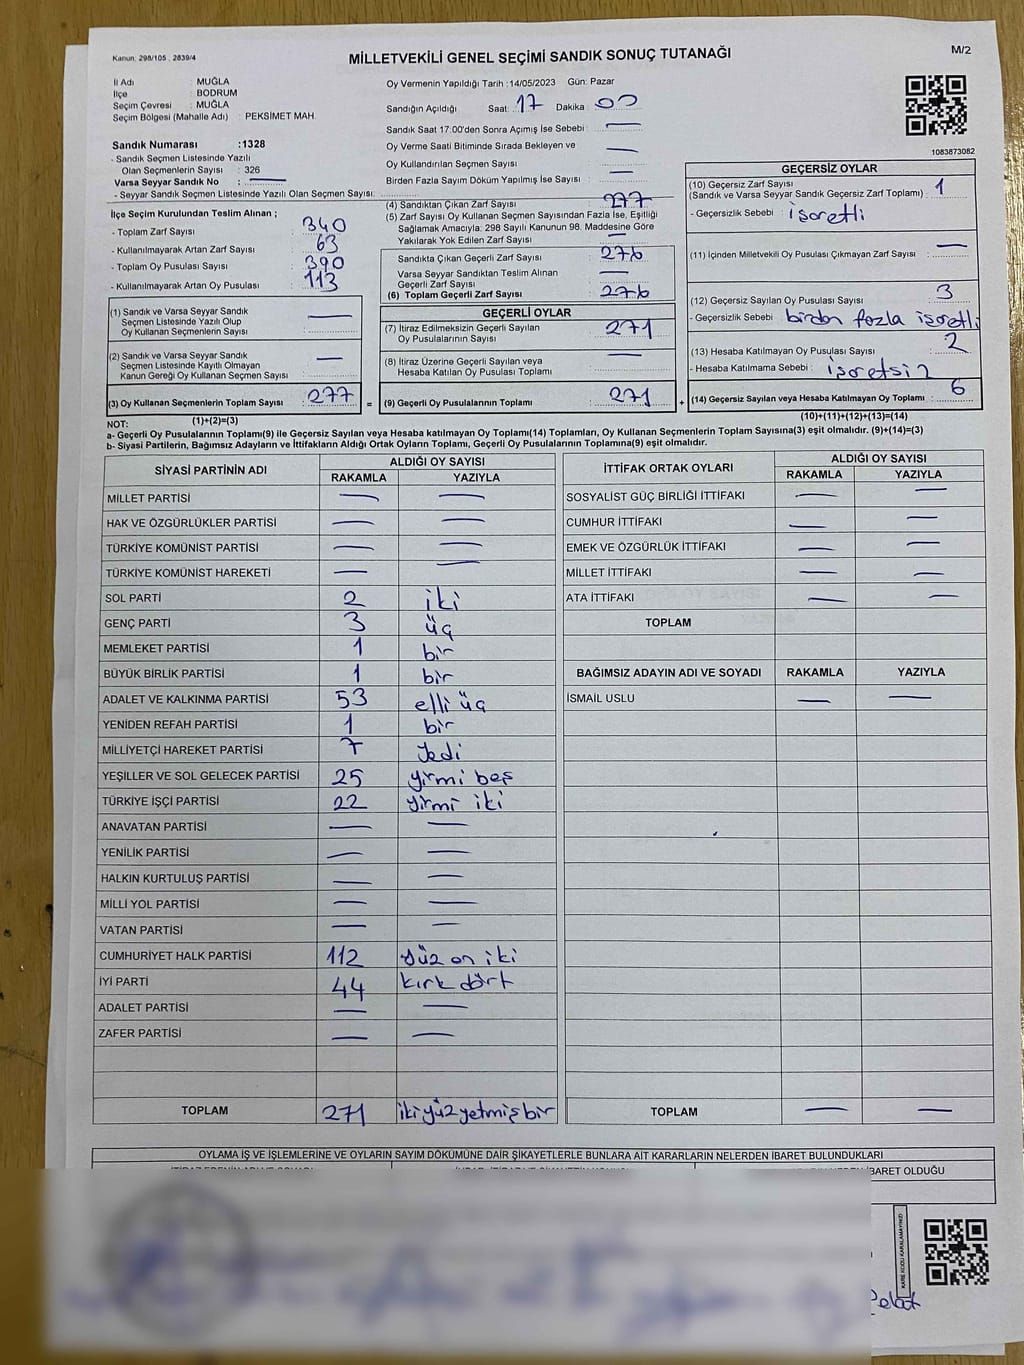 Kanun: 298/105 , 2839/4
MİLLETVEKİLİ GENEL SEÇİMİ SANDIK SONUÇ TUTANAĞI
M/2
İl Adı : MUĞLA
İlçe : BODRUM
Seçim Çevresi : MUĞLA
Seçim Bölgesi (Mahalle Adı) : PEKSİMET MAH.
Oy Vermenin Yapıldığı Tarih :14/05/2023 Gün: Pazar
Sandığın Açıldığı Saat: 17 Dakika 00
Sandık Saat 17:00'den Sonra Açımış İse Sebebi : —
Oy Verme Saati Bitiminde Sırada Bekleyen ve
Oy Kullandırılan Seçmen Sayısı : —
Birden Fazla Sayım Döküm Yapılmış İse Sayısı : —
Sandık Numarası :1328
- Sandık Seçmen Listesinde Yazılı
Olan Seçmenlerin Sayısı : 326
Varsa Seyyar Sandık No : —
- Seyyar Sandık Seçmen Listesinde Yazılı Olan Seçmen Sayısı:
1083873082
İlçe Seçim Kurulundan Teslim Alınan ;
- Toplam Zarf Sayısı : 340
- Kullanılmayarak Artan Zarf Sayısı : 63
- Toplam Oy Pusulası Sayısı : 390
- Kullanılmayarak Artan Oy Pusulası : 113
(4) Sandıktan Çıkan Zarf Sayısı : 277
(5) Zarf Sayısı Oy Kullanan Seçmen Sayısından Fazla İse, Eşitliği
Sağlamak Amacıyla: 298 Sayılı Kanunun 98. Maddesine Göre
Yakılarak Yok Edilen Zarf Sayısı : —
Sandıkta Çıkan Geçerli Zarf Sayısı : 276
Varsa Seyyar Sandıktan Teslim Alınan
Geçerli Zarf Sayısı : —
(6) Toplam Geçerli Zarf Sayısı : 276
GEÇERSİZ OYLAR
(10) Geçersiz Zarf Sayısı : 1
(Sandık ve Varsa Seyyar Sandık Geçersiz Zarf Toplamı)
- Geçersizlik Sebebi : işaretli
(11) İçinden Milletvekili Oy Pusulası Çıkmayan Zarf Sayısı : —
(12) Geçersiz Sayılan Oy Pusulası Sayısı : 3
- Geçersizlik Sebebi : birden fazla işaretli
(13) Hesaba Katılmayan Oy Pusulası Sayısı : 2
- Hesaba Katılmama Sebebi : işaretsiz
(14) Geçersiz Sayılan veya Hesaba Katılmayan Oy Toplamı : 6
(1) Sandık ve Varsa Seyyar Sandık
Seçmen Listesinde Yazılı Olup
Oy Kullanan Seçmenlerin Sayısı : —
(2) Sandık ve Varsa Seyyar Sandık
Seçmen Listesinde Kayıtlı Olmayan
Kanun Gereği Oy Kullanan Seçmen Sayısı : —
(3) Oy Kullanan Seçmenlerin Toplam Sayısı : 277
GEÇERLİ OYLAR
(7) İtiraz Edilmeksizin Geçerli Sayılan
Oy Pusulalarının Sayısı : 271
(8) İtiraz Üzerine Geçerli Sayılan veya
Hesaba Katılan Oy Pusulası Toplamı : —
= (9) Geçerli Oy Pusulalarının Toplamı : 271 +
NOT: (1)+(2)=(3) (10)+(11)+(12)+(13)=(14)
a- Geçerli Oy Pusulalarının Toplamı(9) ile Geçersiz Sayılan veya Hesaba katılmayan Oy Toplamı(14) Toplamları, Oy Kullanan Seçmenlerin Toplam Sayısına(3) eşit olmalıdır. (9)+(14)=(3)
b- Siyasi Partilerin, Bağımsız Adayların ve İttifakların Aldığı Ortak Oyların Toplamı, Geçerli Oy Pusulalarının Toplamına(9) eşit olmalıdır.
SİYASİ PARTİNİN ADI ALDIĞI OY SAYISI
RAKAMLA YAZIYLA
MİLLET PARTİSİ — —
HAK VE ÖZGÜRLÜKLER PARTİSİ — —
TÜRKİYE KOMÜNİST PARTİSİ — —
TÜRKİYE KOMÜNİST HAREKETİ — —
SOL PARTİ 2 iki
GENÇ PARTİ 3 üç
MEMLEKET PARTİSİ 1 bir
BÜYÜK BİRLİK PARTİSİ 1 bir
ADALET VE KALKINMA PARTİSİ 53 elli üç
YENİDEN REFAH PARTİSİ 1 bir
MİLLİYETÇİ HAREKET PARTİSİ 7 yedi
YEŞİLLER VE SOL GELECEK PARTİSİ 25 yirmi beş
TÜRKİYE İŞÇİ PARTİSİ 22 yirmi iki
ANAVATAN PARTİSİ — —
YENİLİK PARTİSİ — —
HALKIN KURTULUŞ PARTİSİ — —
MİLLİ YOL PARTİSİ — —
VATAN PARTİSİ — —
CUMHURİYET HALK PARTİSİ 112 yüz on iki
İYİ PARTİ 44 kırk dört
ADALET PARTİSİ — —
ZAFER PARTİSİ — —
TOPLAM 271 ikiyüzyetmişbir
İTTİFAK ORTAK OYLARI ALDIĞI OY SAYISI
RAKAMLA YAZIYLA
SOSYALİST GÜÇ BİRLİĞİ İTTİFAKI — —
CUMHUR İTTİFAKI — —
EMEK VE ÖZGÜRLÜK İTTİFAKI — —
MİLLET İTTİFAKI — —
ATA İTTİFAKI — —
TOPLAM
BAĞIMSIZ ADAYIN ADI VE SOYADI RAKAMLA YAZIYLA
İSMAİL USLU — —
TOPLAM — —
OYLAMA İŞ VE İŞLEMLERİNE VE OYLARIN SAYIM DÖKÜMÜNE DAİR ŞİKAYETLERLE BUNLARA AİT KARARLARIN NELERDEN İBARET BULUNDUKLARI
İBARET OLDUĞU
KARE KODU KARALAMAYINIZ!